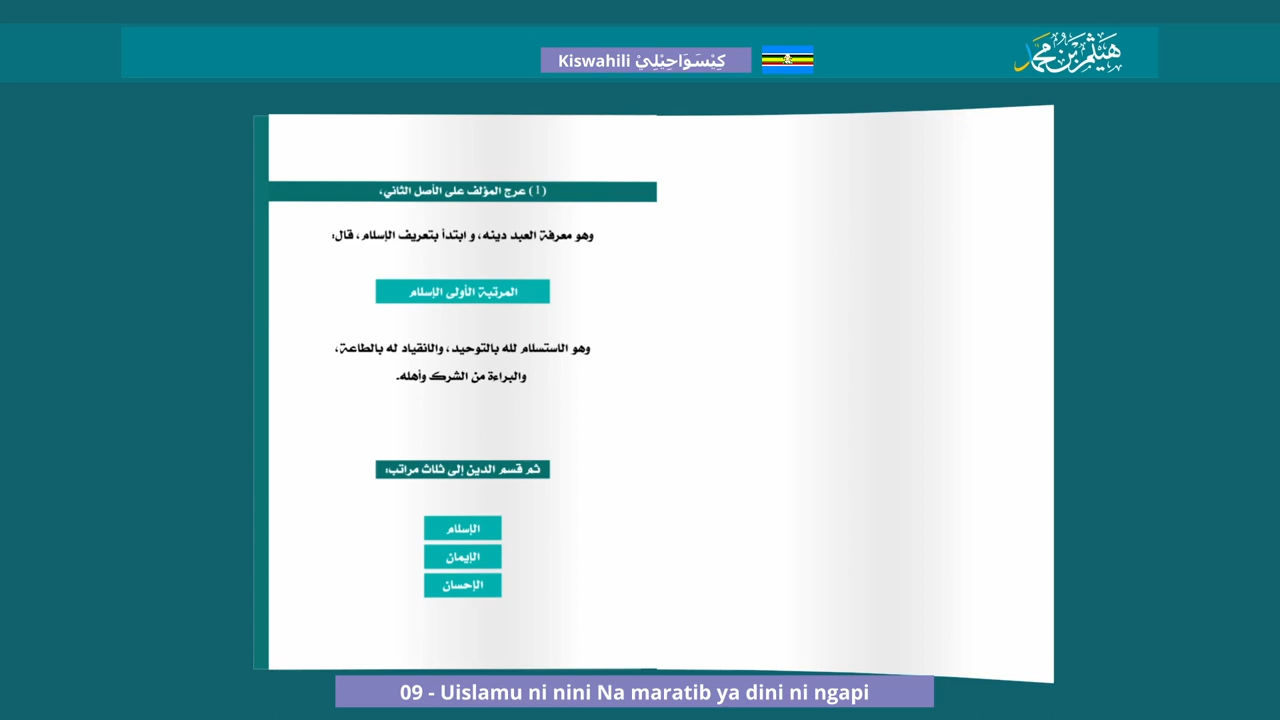 هيثم بن محمد
Kiswahili كِيْسَوَاحِيْلِيْ
(1) عرج المؤلف على الأصل الثاني،
وهو معرفة العبد دينه، و ابتدأ بتعريف الإسلام، قال:
المرتبة الأولى الإسلام
وهو الاستسلام لله بالتوحيد، والانقياد له بالطاعة،
والبراءة من الشرك وأهله.
ثم قسم الدين إلى ثلاث مراتب:
الإسلام
الإيمان
الإحسان
09 - Uislamu ni nini Na maratib ya dini ni ngapi